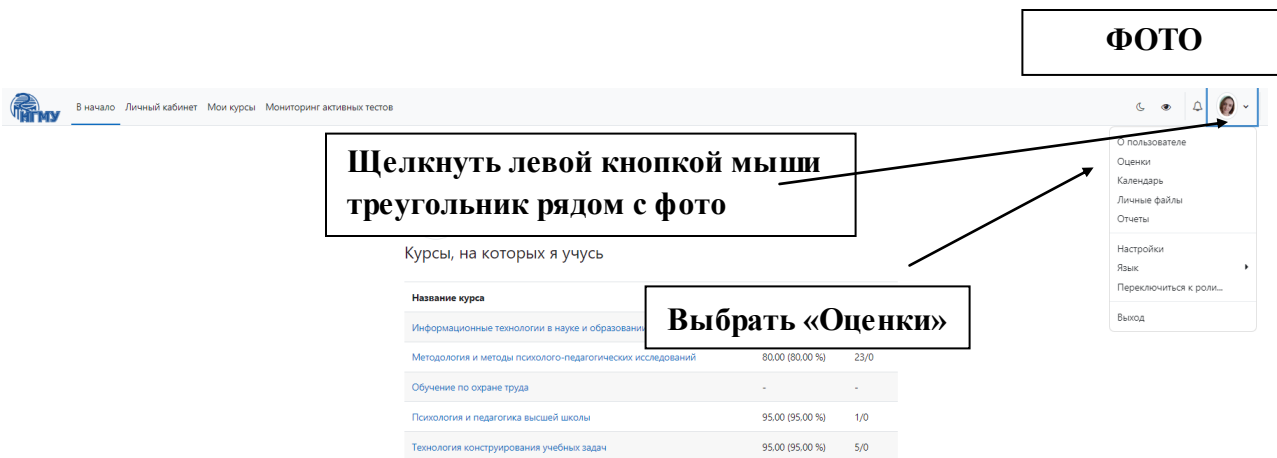 ФОТО
НГМУ
В начало Личный кабинет Мои курсы Мониторинг активных тестов
Щелкнуть левой кнопкой мыши
треугольник рядом с фото
О пользователе
Оценки
Календарь
Личные файлы
Отчеты
Настройки
Язык
Переключиться к роли...
Выход
Курсы, на которых я учусь
Название курса
Выбрать «Оценки»
Информационные технологии в науке и образовании
Методология и методы психолого-педагогических исследований 80,00 (80,00 %) 23/0
Обучение по охране труда - -
Психология и педагогика высшей школы 95,00 (95,00 %) 1/0
Технология конструирования учебных задач 95,00 (95,00 %) 5/0